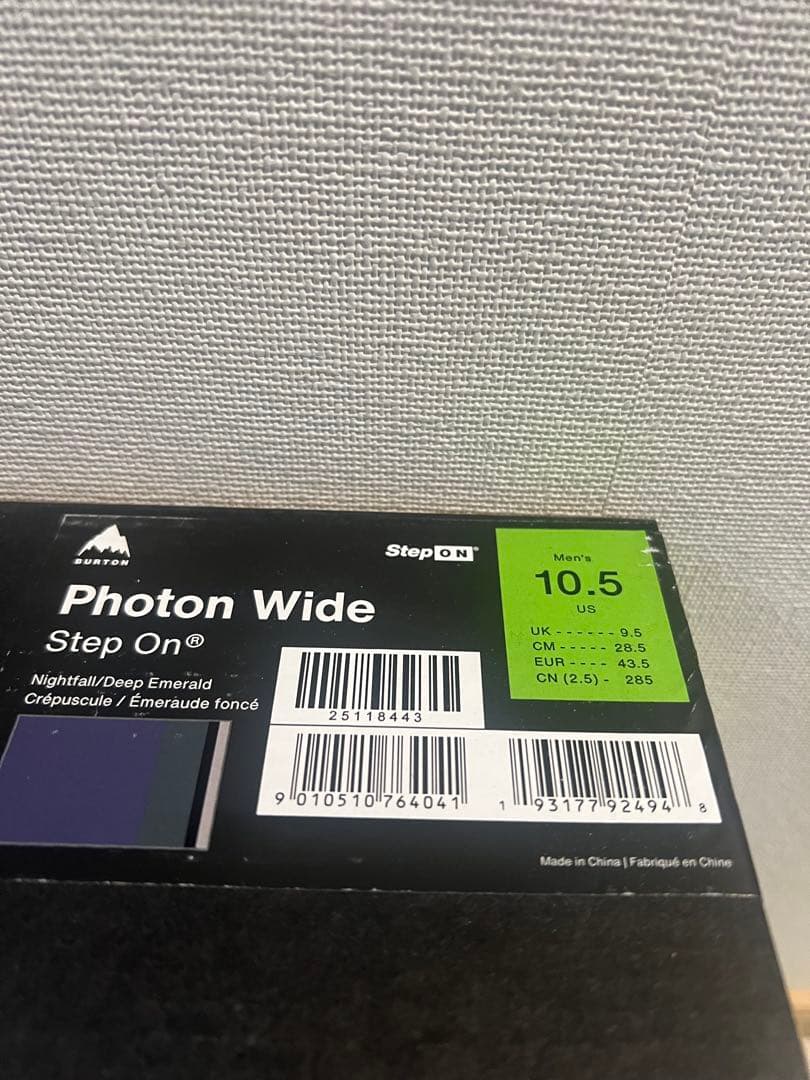 BURTON
StepON®
Photon Wide
Step On®
Nightfall/Deep Emerald
Crépuscule / Émeraude foncé
Men's
10.5
US
UK - - - - - - 9.5
CM - - - - - 28.5
EUR - - - - 43.5
CN (2.5) - 285
25118443
9 010510 764041
1 93177 92494 8
Made in China | Fabriqué en Chine